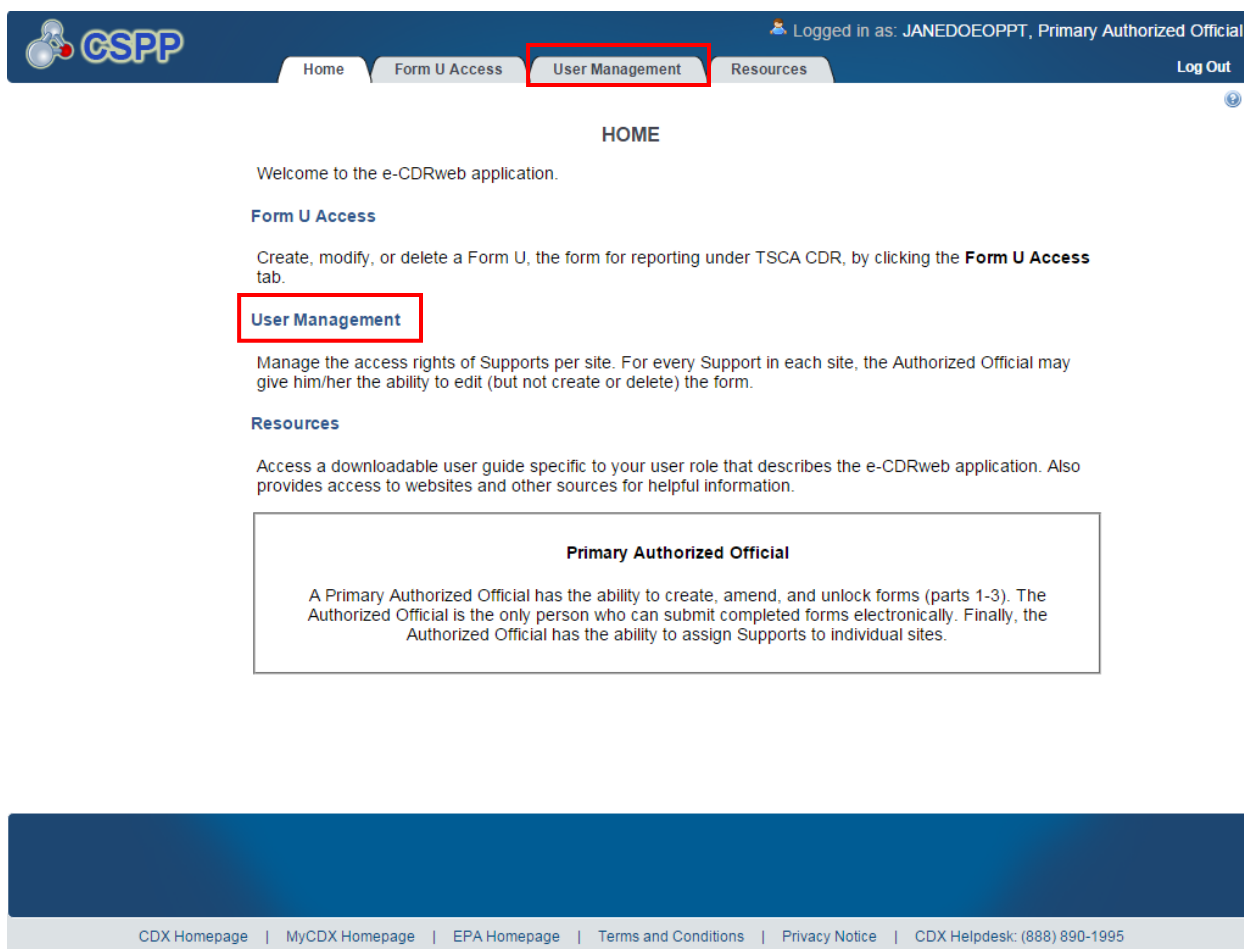 CSPP
Logged in as: JANEDOEOPPT, Primary Authorized Official
Home Form U Access User Management Resources Log Out
HOME
Welcome to the e-CDRweb application.
Form U Access
Create, modify, or delete a Form U, the form for reporting under TSCA CDR, by clicking the Form U Access
tab.
User Management
Manage the access rights of Supports per site. For every Support in each site, the Authorized Official may
give him/her the ability to edit (but not create or delete) the form.
Resources
Access a downloadable user guide specific to your user role that describes the e-CDRweb application. Also
provides access to websites and other sources for helpful information.
Primary Authorized Official
A Primary Authorized Official has the ability to create, amend, and unlock forms (parts 1-3). The
Authorized Official is the only person who can submit completed forms electronically. Finally, the
Authorized Official has the ability to assign Supports to individual sites.
CDX Homepage | MyCDX Homepage | EPA Homepage | Terms and Conditions | Privacy Notice | CDX Helpdesk: (888) 890-1995